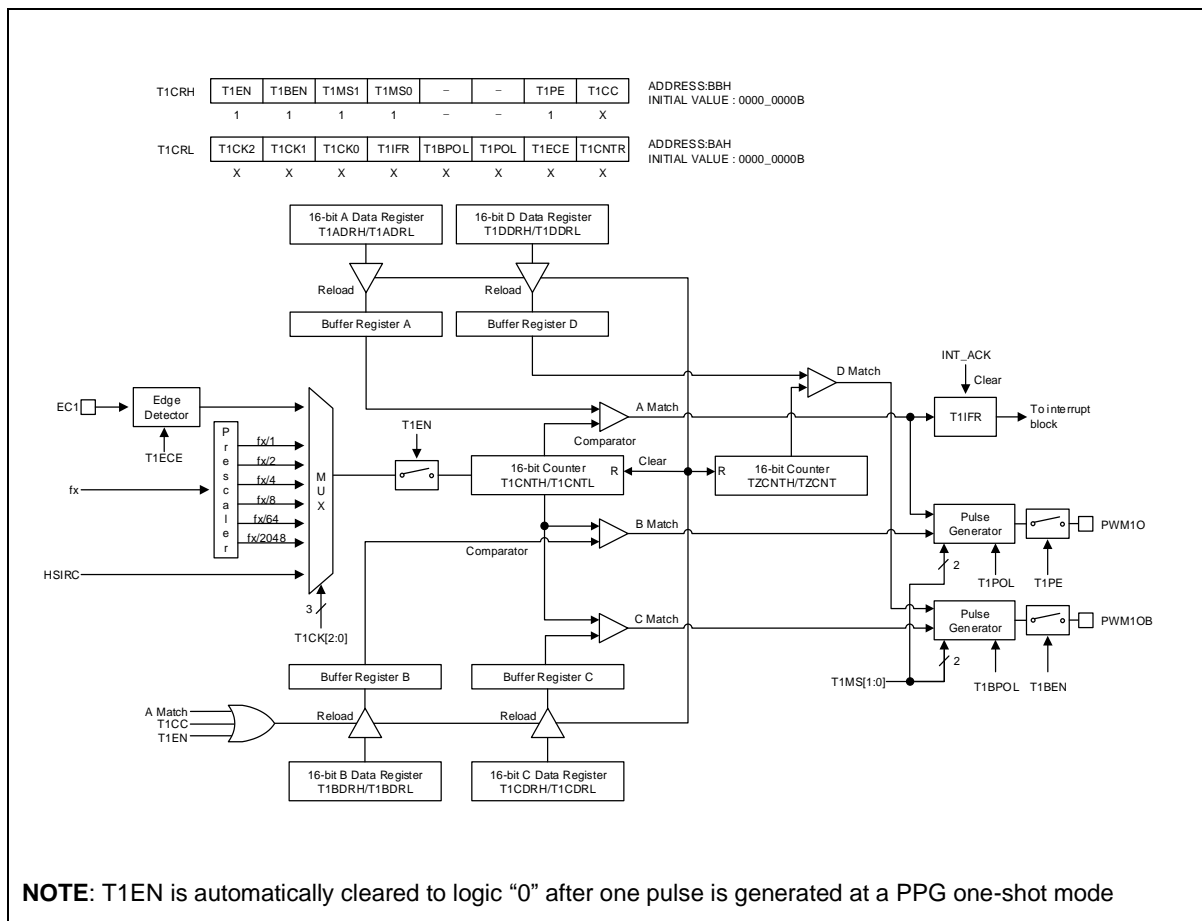 T1CRH T1EN T1BEN T1MS1 T1MS0 – – T1PE T1CC
ADDRESS:BBH
INITIAL VALUE : 0000_0000B
1 1 1 1 – – 1 X
T1CRL T1CK2 T1CK1 T1CK0 T1IFR T1BPOL T1POL T1ECE T1CNTR
ADDRESS:BAH
INITIAL VALUE : 0000_0000B
X X X X X X X X
16-bit A Data Register
T1ADRH/T1ADRL
16-bit D Data Register
T1DDRH/T1DDRL
Reload
Reload
Buffer Register A
Buffer Register D
INT_ACK
Clear
D Match
EC1
Edge
Detector
T1ECE
A Match
T1IFR
To interrupt
block
Comparator
T1EN
Prescaler
fx/1
fx/2
fx/4
fx/8
fx/64
fx/2048
MUX
fx
HSIRC
16-bit Counter
T1CNTH/T1CNTL
R
Clear
R
16-bit Counter
TZCNTH/TZCNT
B Match
Comparator
Pulse
Generator
PWM1O
2
T1POL
T1PE
3
T1CK[2:0]
C Match
Pulse
Generator
PWM1OB
2
T1MS[1:0]
T1BPOL
T1BEN
Buffer Register B
Buffer Register C
A Match
T1CC
T1EN
Reload
Reload
16-bit B Data Register
T1BDRH/T1BDRL
16-bit C Data Register
T1CDRH/T1CDRL
NOTE: T1EN is automatically cleared to logic “0” after one pulse is generated at a PPG one-shot mode